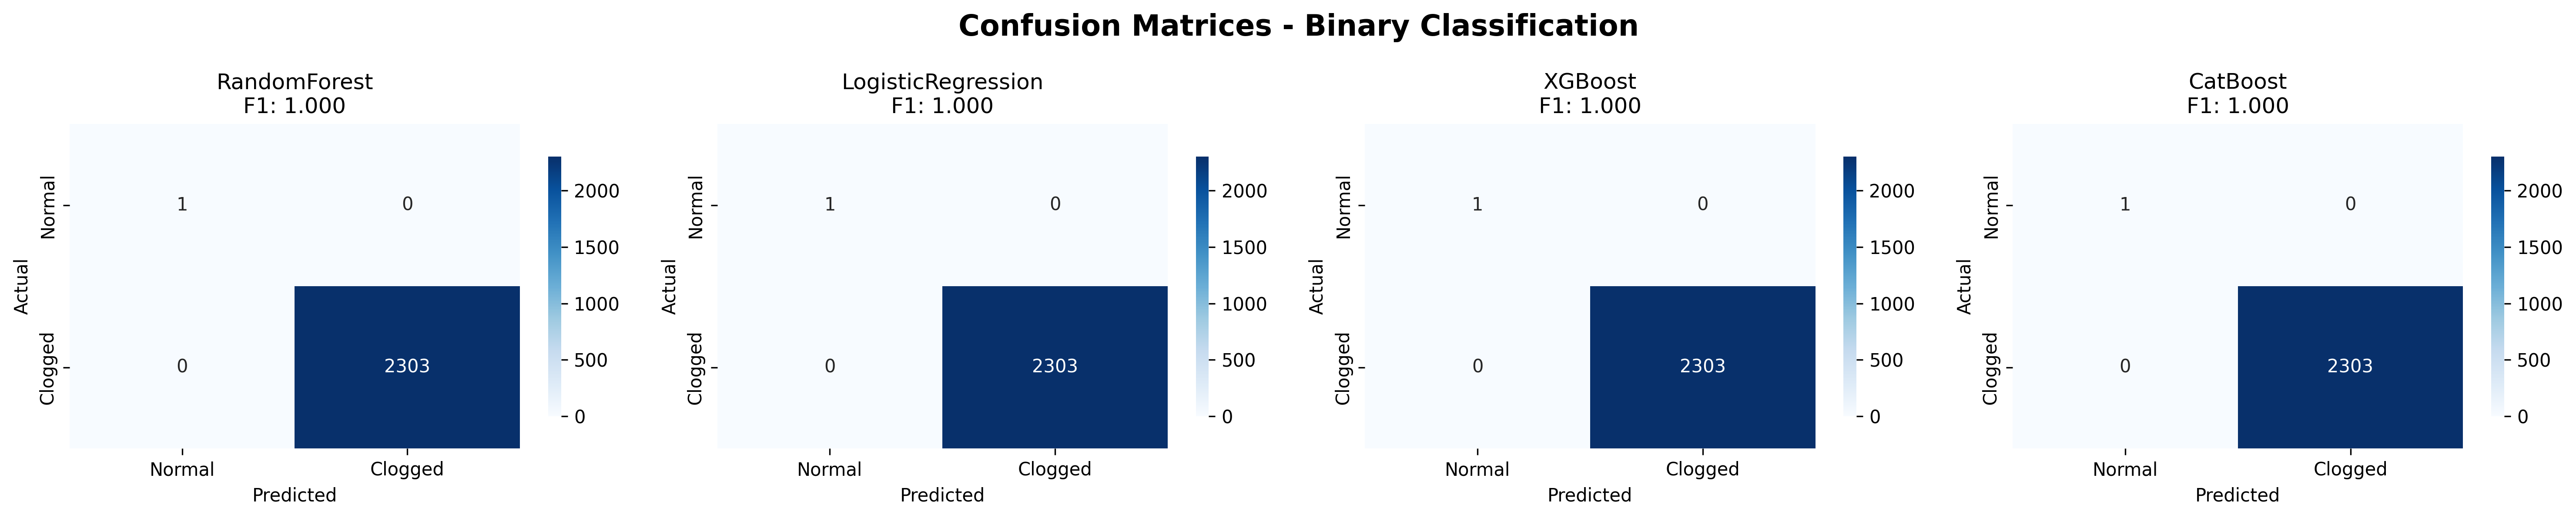 Confusion Matrices - Binary Classification
RandomForest
F1: 1.000
Actual
Normal
Clogged
1
0
0
2303
Normal
Clogged
Predicted
2000
1500
1000
500
0
LogisticRegression
F1: 1.000
Actual
Normal
Clogged
1
0
0
2303
Normal
Clogged
Predicted
2000
1500
1000
500
0
XGBoost
F1: 1.000
Actual
Normal
Clogged
1
0
0
2303
Normal
Clogged
Predicted
2000
1500
1000
500
0
CatBoost
F1: 1.000
Actual
Normal
Clogged
1
0
0
2303
Normal
Clogged
Predicted
2000
1500
1000
500
0